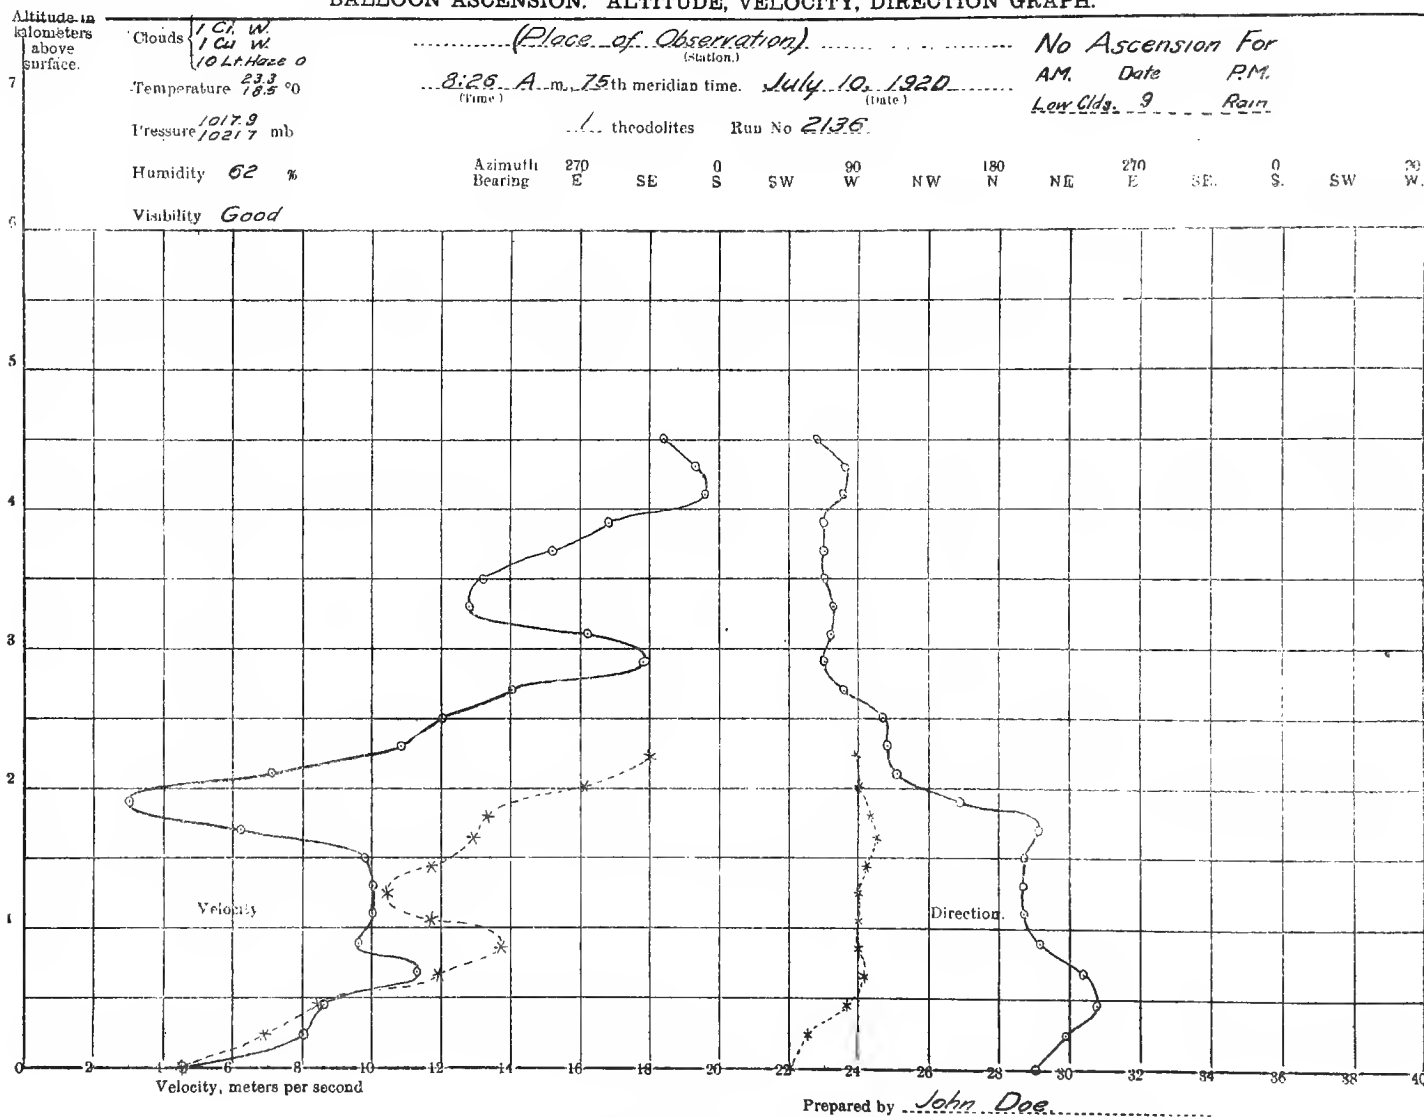 BALLOON ASCENSION. ALTITUDE, VELOCITY, DIRECTION GRAPH.
Altitude in kilometers above surface.
Clouds { 1 Ci. W.
1 Cu W.
10 Lt. Haze 0
Temperature 23.3 18.5 °0
Pressure 1017.9 1021 7 mb
Humidity 62 %
Visibility Good
(Place of Observation)
(Station.)
8:26 A m., 75th meridian time. July 10, 1920
(Time) (Date)
1 theodolites Run No 2136
No Ascension For
A.M. Date P.M.
Low Clds. 9 Rain
Azimuth 270 0 90 180 270 0
Bearing E SE S SW W NW N NE E SE. S. SW W.
7
6
5
4
3
2
1
Velocity
Direction.
0 2 4 6 8 10 12 14 16 18 20 22 24 26 28 30 32 34 36 38 40
Velocity, meters per second
Prepared by John Doe